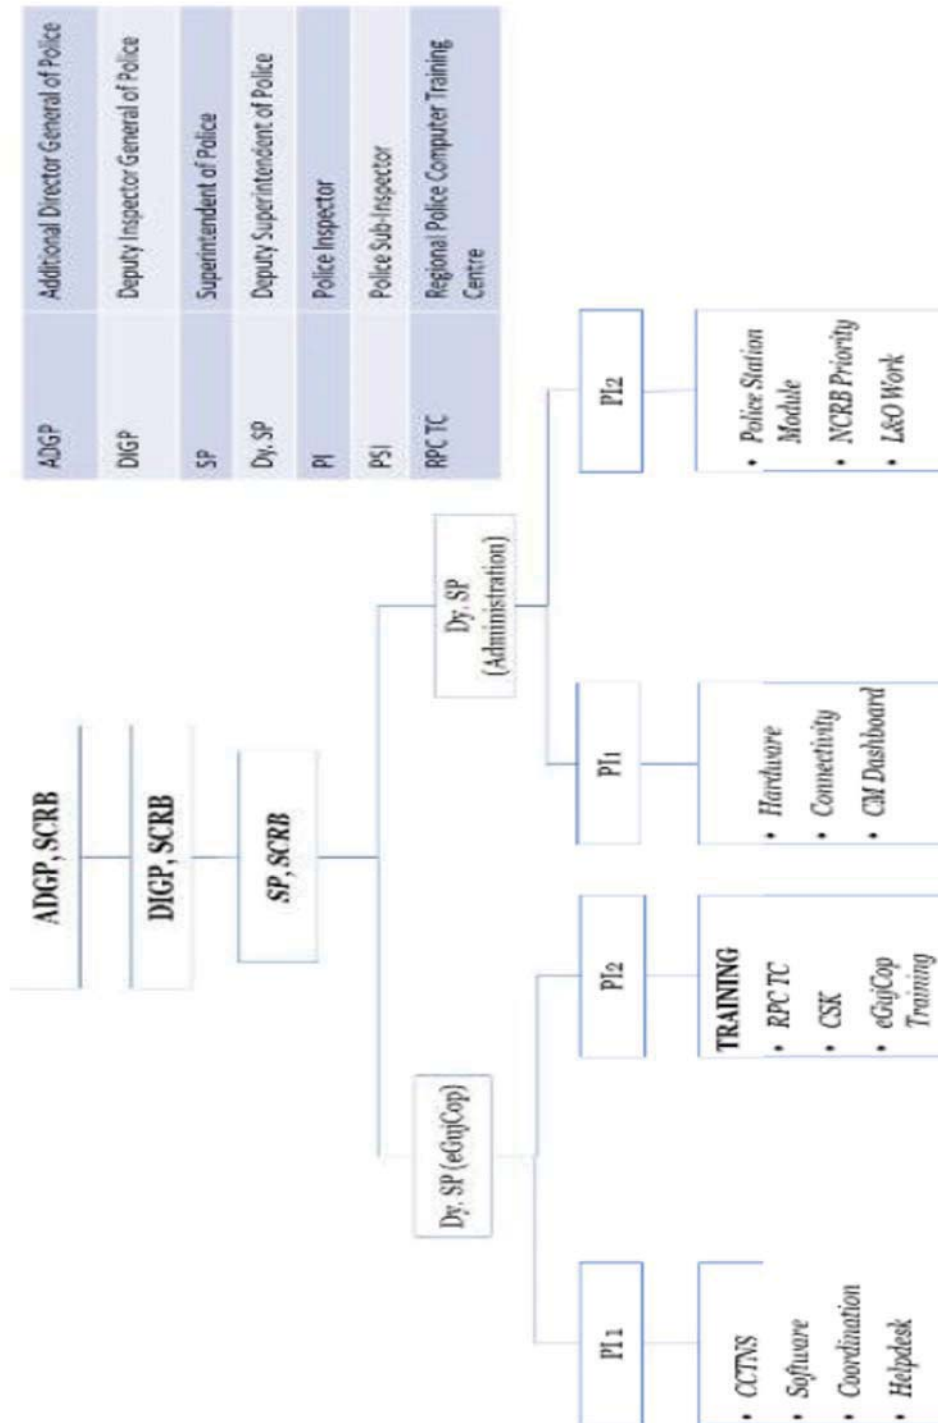 ADGP, SCRB
DIGP, SCRB
SP, SCRB
Dy. SP (eGujCop)
Dy. SP
(Administration)
PI 1
PI2
PI1
PI2
• CCTNS
• Software
• Coordination
• Helpdesk
TRAINING
• RPC TC
• CSK
• eGujCop
Training
• Hardware
• Connectivity
• CM Dashboard
• Police Station
Module
• NCRB Priority
• L&O Work
ADGP Additional Director General of Police
DIGP Deputy Inspector General of Police
SP Superintendent of Police
Dy. SP Deputy Superintendent of Police
PI Police Inspector
PSI Police Sub-Inspector
RPC TC Regional Police Computer Training
Centre